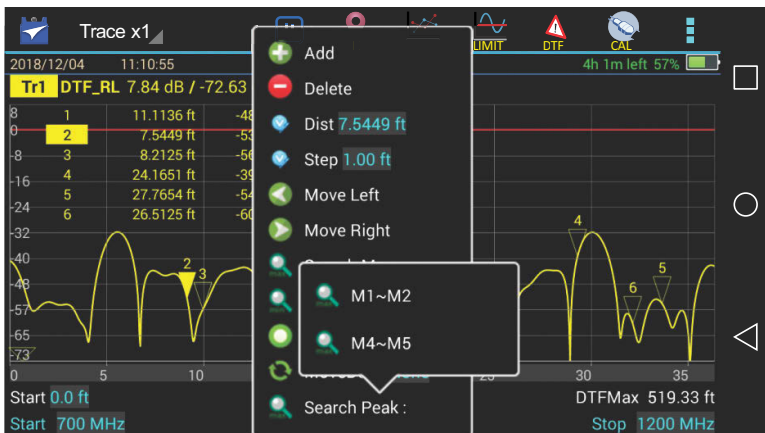 Trace x1
LIMIT
DTF
CAL
2018/12/04 11:10:55
4h 1m left 57%
Tr1 DTF_RL 7.84 dB / -72.63
1 11.1136 ft -48
2 7.5449 ft -53
3 8.2125 ft -56
4 24.1651 ft -39
5 27.7654 ft -54
6 26.5125 ft -60
8
0
-8
-16
-24
-32
-40
-48
-57
-65
-73
2
3
4
5
6
Add
Delete
Dist 7.5449 ft
Step 1.00 ft
Move Left
Move Right
M1~M2
M4~M5
Search Peak :
0 5 10 25 30 35
Start 0.0 ft
DTFMax 519.33 ft
Start 700 MHz
Stop 1200 MHz